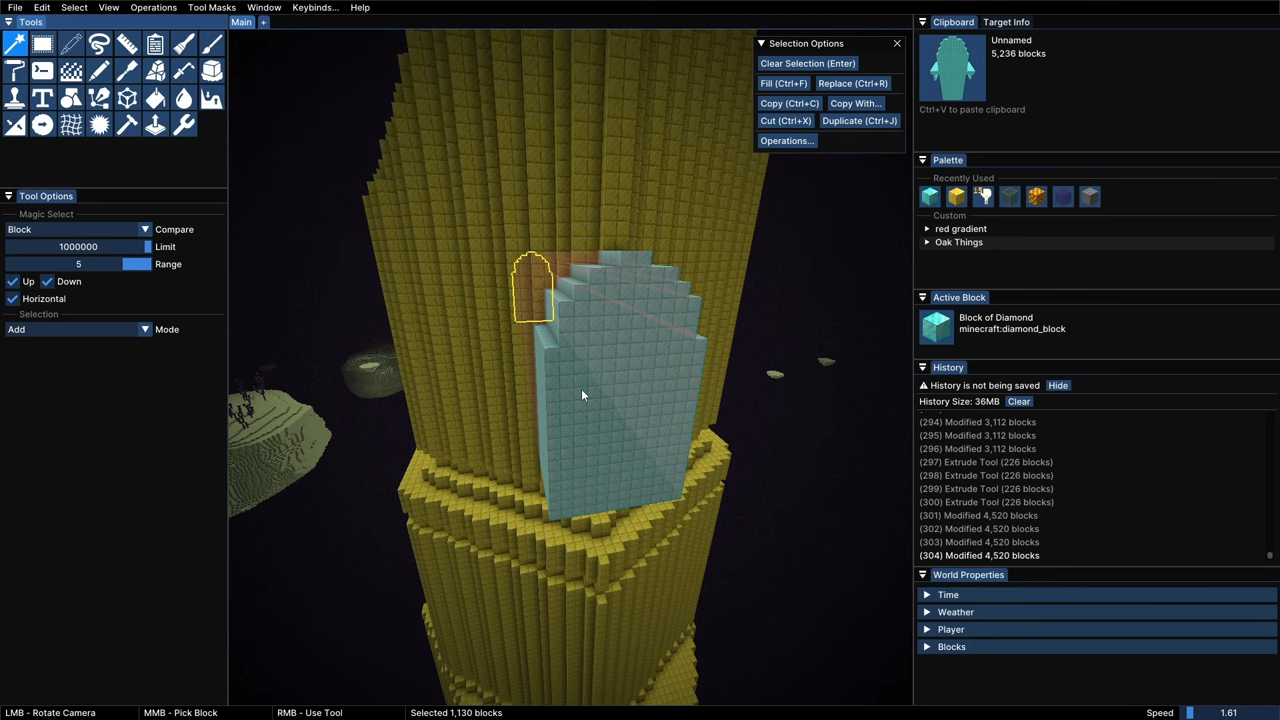 File Edit Select View Operations Tool Masks Window Keybinds... Help
Tools
Main +
Selection Options
Clear Selection (Enter)
Fill (Ctrl+F) Replace (Ctrl+R)
Copy (Ctrl+C) Copy With...
Cut (Ctrl+X) Duplicate (Ctrl+J)
Operations...
Tool Options
Magic Select
Block Compare
1000000 Limit
5 Range
Up Down
Horizontal
Selection
Add Mode
Clipboard Target Info
Unnamed
5,236 blocks
Ctrl+V to paste clipboard
Palette
Recently Used
Custom
red gradient
Oak Things
Active Block
Block of Diamond
minecraft:diamond_block
History
History is not being saved Hide
History Size: 36MB Clear
(294) Modified 3,112 blocks
(295) Modified 3,112 blocks
(296) Modified 3,112 blocks
(297) Extrude Tool (226 blocks)
(298) Extrude Tool (226 blocks)
(299) Extrude Tool (226 blocks)
(300) Extrude Tool (226 blocks)
(301) Modified 4,520 blocks
(302) Modified 4,520 blocks
(303) Modified 4,520 blocks
(304) Modified 4,520 blocks
World Properties
Time
Weather
Player
Blocks
LMB - Rotate Camera MMB - Pick Block RMB - Use Tool Selected 1,130 blocks Speed 1.61